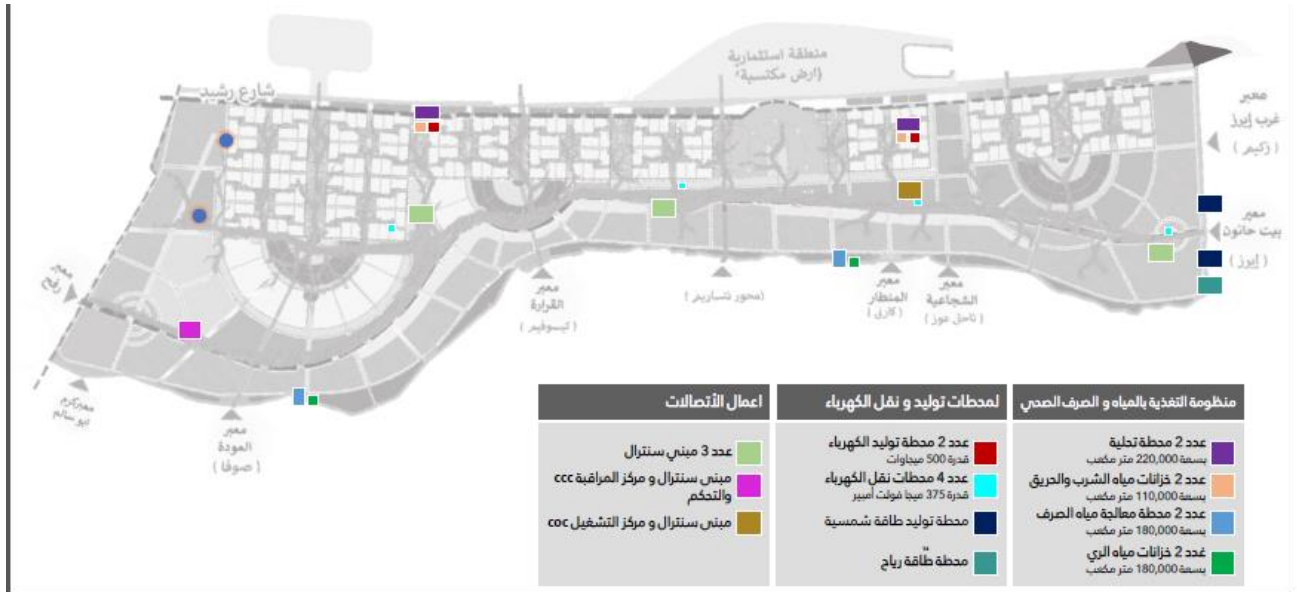 منطقة استثمارية
(ارض مكتسبة)
شارع رشيد
معبر
غرب إيرز
( زكيم )
معبر
بيت حانون
( إيرز )
معبر
رفح
معبر
القرارة
( كيسوفيم )
(محور نتساريم )
معبر
المنطار
( كارني )
معبر
الشجاعية
( ناحل عوز )
معبركرم
ابو سالم
معبر
العودة
( صوفا )
منظومة التغذية بالمياه و الصرف الصحي
عدد 2 محطة تحلية
بسعة 220,000 متر مكعب
عدد 2 خزانات مياه الشرب والحريق
بسعة 110,000 متر مكعب
عدد 2 محطة معالجة مياه الصرف
بسعة 180,000 متر مكعب
غدد 2 خزانات مياه الري
بسعة 180,000 متر مكعب
لمحطات توليد و نقل الكهرباء
عدد 2 محطة توليد الكهرباء
قدرة 500 ميجاوات
عدد 4 محطات نقل الكهرباء
قدرة 375 ميجا فولت أمبير
محطة توليد طاقة شمسية
محطة طاقة رياح
اعمال الأتصالات
عدد 3 مبني سنترال
مبنى سنترال و مركز المراقبة ccc
والتحكم
مبنى سنترال و مركز التشغيل coc